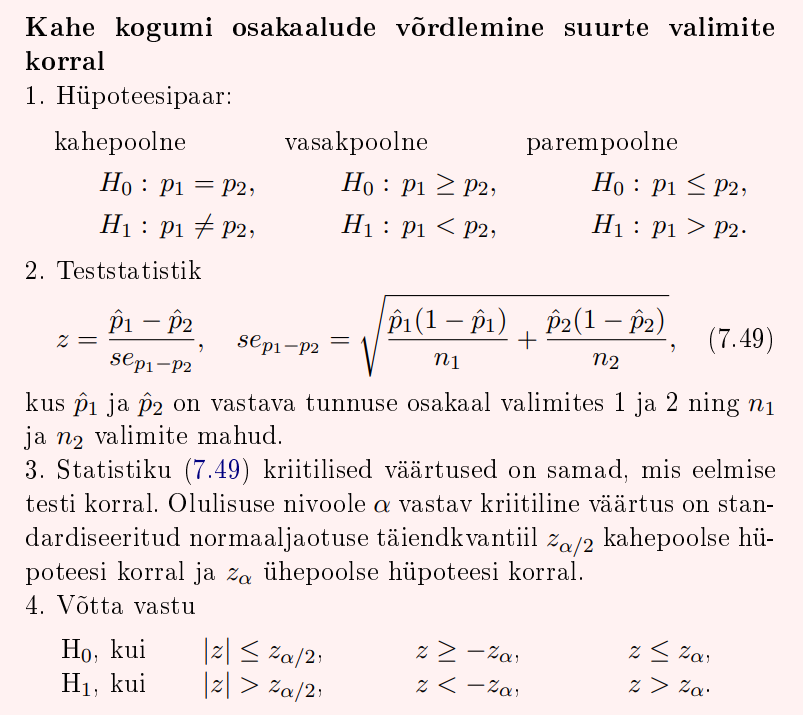 Kahe kogumi osakaalude võrdlemine suurte valimite
korral
1. Hüpoteesipaar:
kahepoolne vasakpoolne parempoolne
H₀ : p₁ = p₂, H₀ : p₁ ≥ p₂, H₀ : p₁ ≤ p₂,
H₁ : p₁ ≠ p₂, H₁ : p₁ < p₂, H₁ : p₁ > p₂.
2. Teststatistik
z = (p̂₁ − p̂₂)/se_{p₁−p₂}, se_{p₁−p₂} = √(p̂₁(1 − p̂₁)/n₁ + p̂₂(1 − p̂₂)/n₂), (7.49)
kus p̂₁ ja p̂₂ on vastava tunnuse osakaal valimites 1 ja 2 ning n₁
ja n₂ valimite mahud.
3. Statistiku (7.49) kriitilised väärtused on samad, mis eelmise
testi korral. Olulisuse nivoole α vastav kriitiline väärtus on stan-
dardiseeritud normaaljaotuse täiendkvantiil z_{α/2} kahepoolse hü-
poteesi korral ja z_α ühepoolse hüpoteesi korral.
4. Võtta vastu
H₀, kui |z| ≤ z_{α/2}, z ≥ −z_α, z ≤ z_α,
H₁, kui |z| > z_{α/2}, z < −z_α, z > z_α.